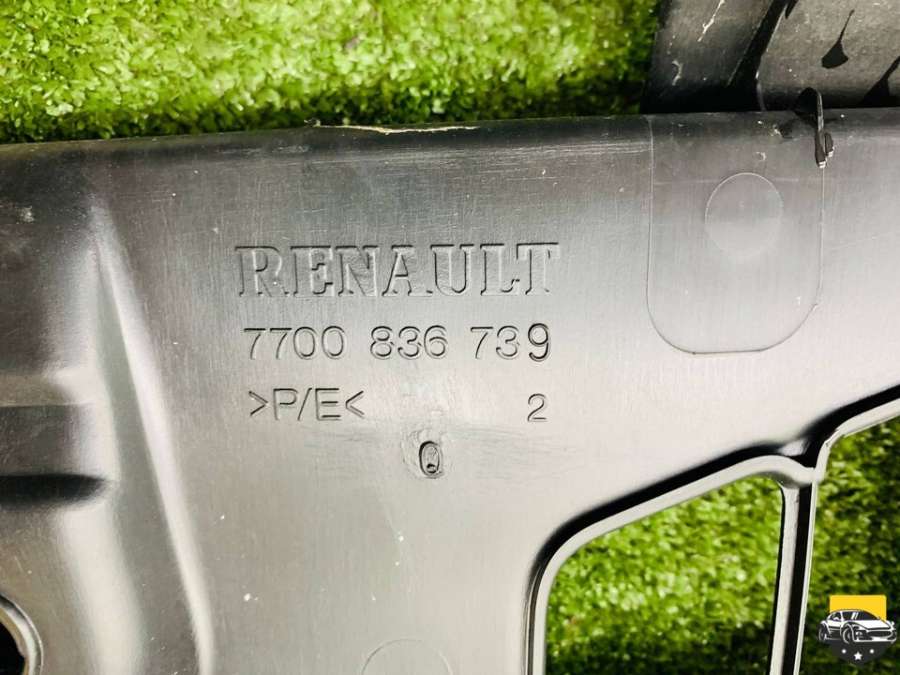 RENAULT
7700 836 739
>P/E< 2